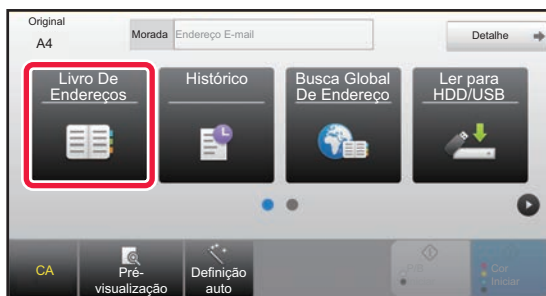 Original
A4
Morada Endereço E-mail
Detalhe
Livro De
Endereços
Histórico
Busca Global
De Endereço
Ler para
HDD/USB
CA
Pré-
visualização
Definição
auto
P/B
Iniciar
Cor
Iniciar